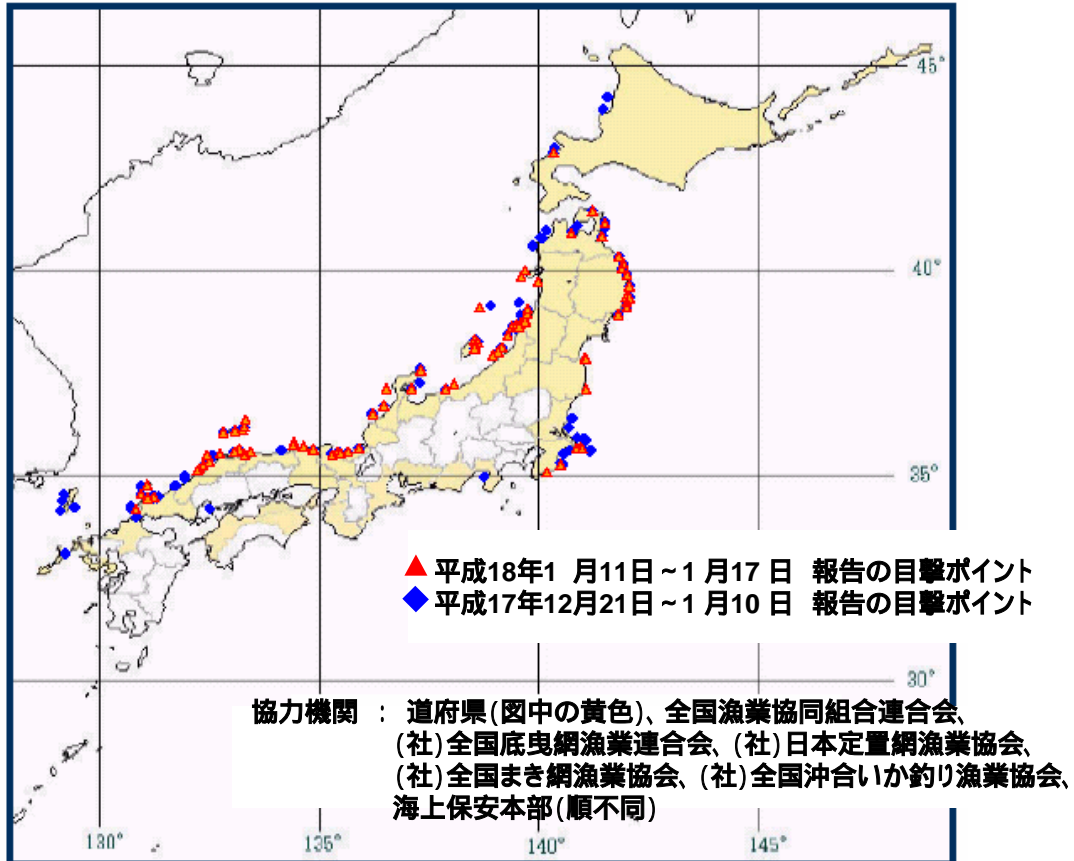 45°
40°
35°
平成18年1 月11日~1 月17 日 報告の目撃ポイント
平成17年12月21日~1 月10 日 報告の目撃ポイント
30°
協力機関 : 道府県(図中の黄色)、全国漁業協同組合連合会、
(社)全国底曳網漁業連合会、(社)日本定置網漁業協会、
(社)全国まき網漁業協会、(社)全国沖合いか釣り漁業協会、
海上保安本部(順不同)
130° 135° 140° 145°